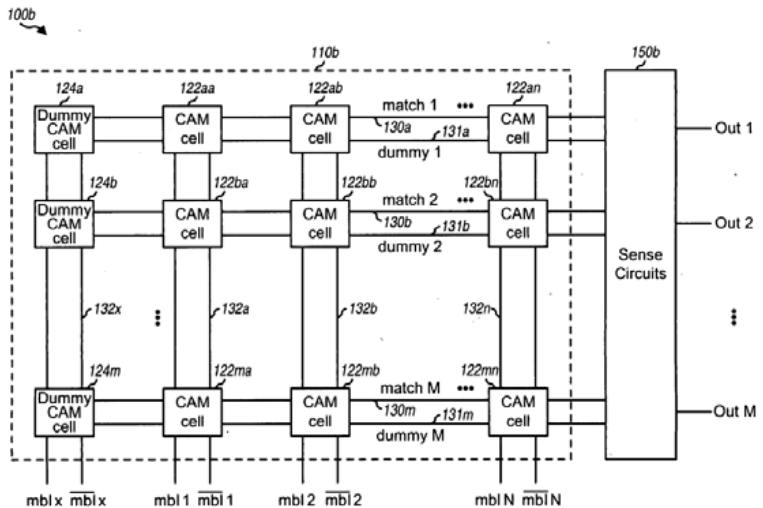 100b
110b
150b
124a 122aa 122ab 122an
Dummy CAM cell CAM cell CAM cell match 1 ••• CAM cell
130a 131a
dummy 1
Out 1
124b 122ba 122bb 122bn
Dummy CAM cell CAM cell CAM cell match 2 ••• CAM cell
130b 131b
dummy 2
Out 2
Sense Circuits
132x ••• 132a 132b 132n •••
124m 122ma 122mb 122mn
Dummy CAM cell CAM cell CAM cell match M ••• CAM cell
130m 131m
dummy M
Out M
mbl x m̅b̅l̅ x mbl 1 m̅b̅l̅ 1 mbl 2 m̅b̅l̅ 2 mbl N m̅b̅l̅ N